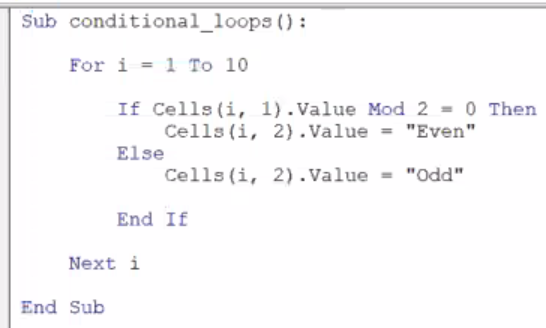 Sub conditional_loops():
For i = 1 To 10
If Cells(i, 1).Value Mod 2 = 0 Then
Cells(i, 2).Value = "Even"
Else
Cells(i, 2).Value = "Odd"
End If
Next i
End Sub